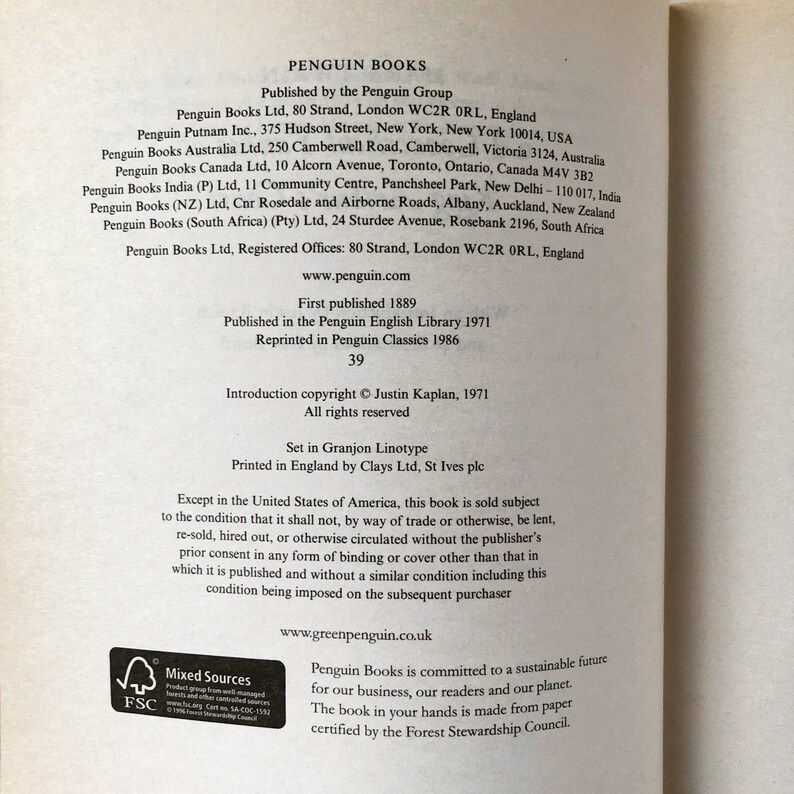 PENGUIN BOOKS
Published by the Penguin Group
Penguin Books Ltd, 80 Strand, London WC2R 0RL, England
Penguin Putnam Inc., 375 Hudson Street, New York, New York 10014, USA
Penguin Books Australia Ltd, 250 Camberwell Road, Camberwell, Victoria 3124, Australia
Penguin Books Canada Ltd, 10 Alcorn Avenue, Toronto, Ontario, Canada M4V 3B2
Penguin Books India (P) Ltd, 11 Community Centre, Panchsheel Park, New Delhi – 110 017, India
Penguin Books (NZ) Ltd, Cnr Rosedale and Airborne Roads, Albany, Auckland, New Zealand
Penguin Books (South Africa) (Pty) Ltd, 24 Sturdee Avenue, Rosebank 2196, South Africa
Penguin Books Ltd, Registered Offices: 80 Strand, London WC2R 0RL, England
www.penguin.com
First published 1889
Published in the Penguin English Library 1971
Reprinted in Penguin Classics 1986
39
Introduction copyright © Justin Kaplan, 1971
All rights reserved
Set in Granjon Linotype
Printed in England by Clays Ltd, St Ives plc
Except in the United States of America, this book is sold subject
to the condition that it shall not, by way of trade or otherwise, be lent,
re-sold, hired out, or otherwise circulated without the publisher's
prior consent in any form of binding or cover other than that in
which it is published and without a similar condition including this
condition being imposed on the subsequent purchaser
www.greenpenguin.co.uk
©
FSC
Mixed Sources
Product group from well-managed
forests and other controlled sources
www.fsc.org Cert no. SA-COC-1592
© 1996 Forest Stewardship Council
Penguin Books is committed to a sustainable future
for our business, our readers and our planet.
The book in your hands is made from paper
certified by the Forest Stewardship Council.